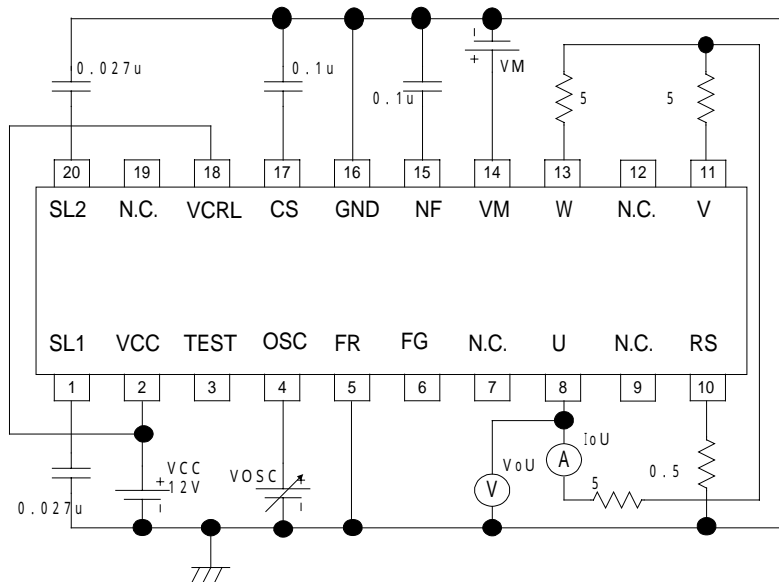 0.027u
0.1u
0.1u
-
+
VM
5
5
20
19
18
17
16
15
14
13
12
11
SL2
N.C.
VCRL
CS
GND
NF
VM
W
N.C.
V
SL1
VCC
TEST
OSC
FR
FG
N.C.
U
N.C.
RS
1
2
3
4
5
6
7
8
9
10
0.027u
+
VCC
12V
-
VOSC
+
-
VoU
V
IoU
A
5
0.5